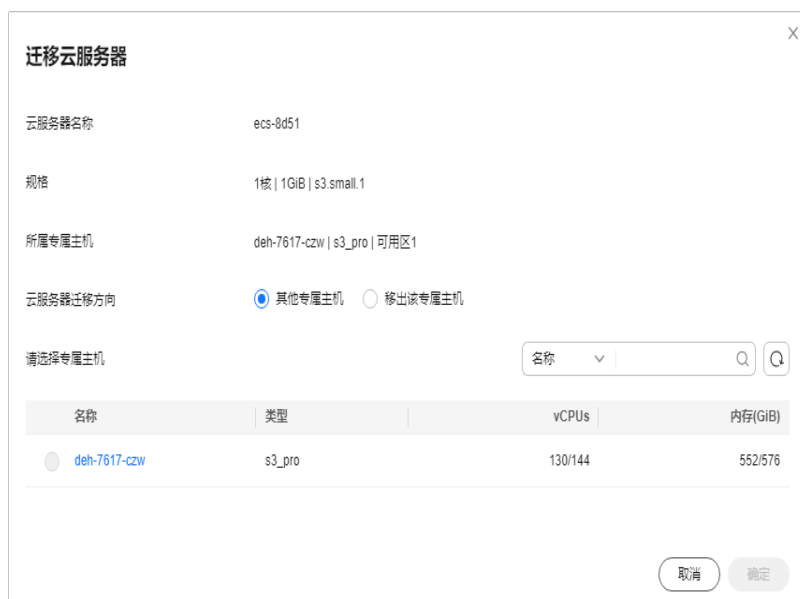 迁移云服务器
云服务器名称 ecs-8d51
规格 1核 | 1GiB | s3.small.1
所属专属主机 deh-7617-czw | s3_pro | 可用区1
云服务器迁移方向 其他专属主机 移出该专属主机
请选择专属主机 名称
名称 类型 vCPUs 内存(GiB)
deh-7617-czw s3_pro 130/144 552/576
取消 确定